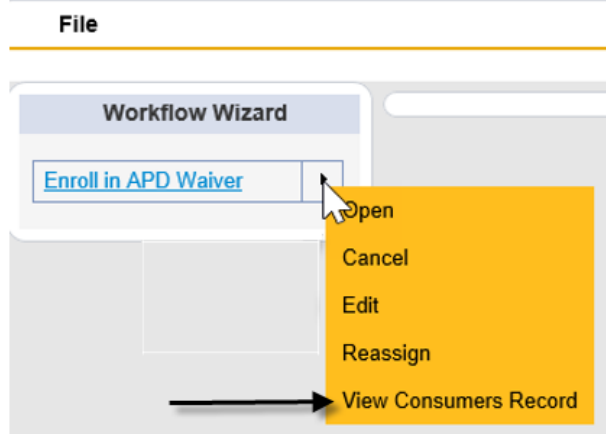 File
Workflow Wizard
Enroll in APD Waiver
Open
Cancel
Edit
Reassign
View Consumers Record